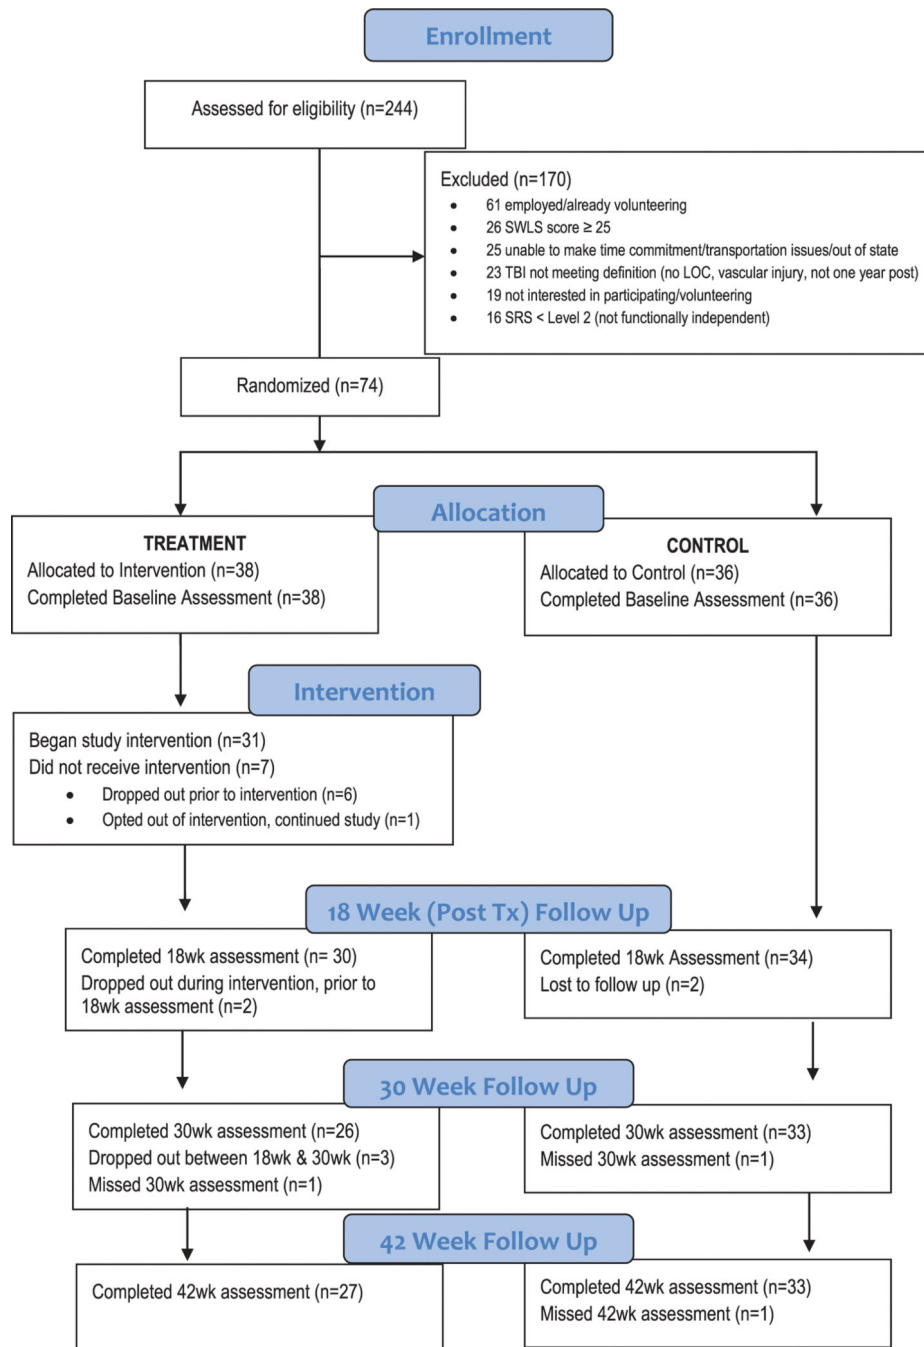 Enrollment
Assessed for eligibility (n=244)
Excluded (n=170)
• 61 employed/already volunteering
• 26 SWLS score ≥ 25
• 25 unable to make time commitment/transportation issues/out of state
• 23 TBI not meeting definition (no LOC, vascular injury, not one year post)
• 19 not interested in participating/volunteering
• 16 SRS < Level 2 (not functionally independent)
Randomized (n=74)
Allocation
TREATMENT
Allocated to Intervention (n=38)
Completed Baseline Assessment (n=38)
CONTROL
Allocated to Control (n=36)
Completed Baseline Assessment (n=36)
Intervention
Began study intervention (n=31)
Did not receive intervention (n=7)
• Dropped out prior to intervention (n=6)
• Opted out of intervention, continued study (n=1)
18 Week (Post Tx) Follow Up
Completed 18wk assessment (n= 30)
Dropped out during intervention, prior to
18wk assessment (n=2)
Completed 18wk Assessment (n=34)
Lost to follow up (n=2)
30 Week Follow Up
Completed 30wk assessment (n=26)
Dropped out between 18wk & 30wk (n=3)
Missed 30wk assessment (n=1)
Completed 30wk assessment (n=33)
Missed 30wk assessment (n=1)
42 Week Follow Up
Completed 42wk assessment (n=27)
Completed 42wk assessment (n=33)
Missed 42wk assessment (n=1)